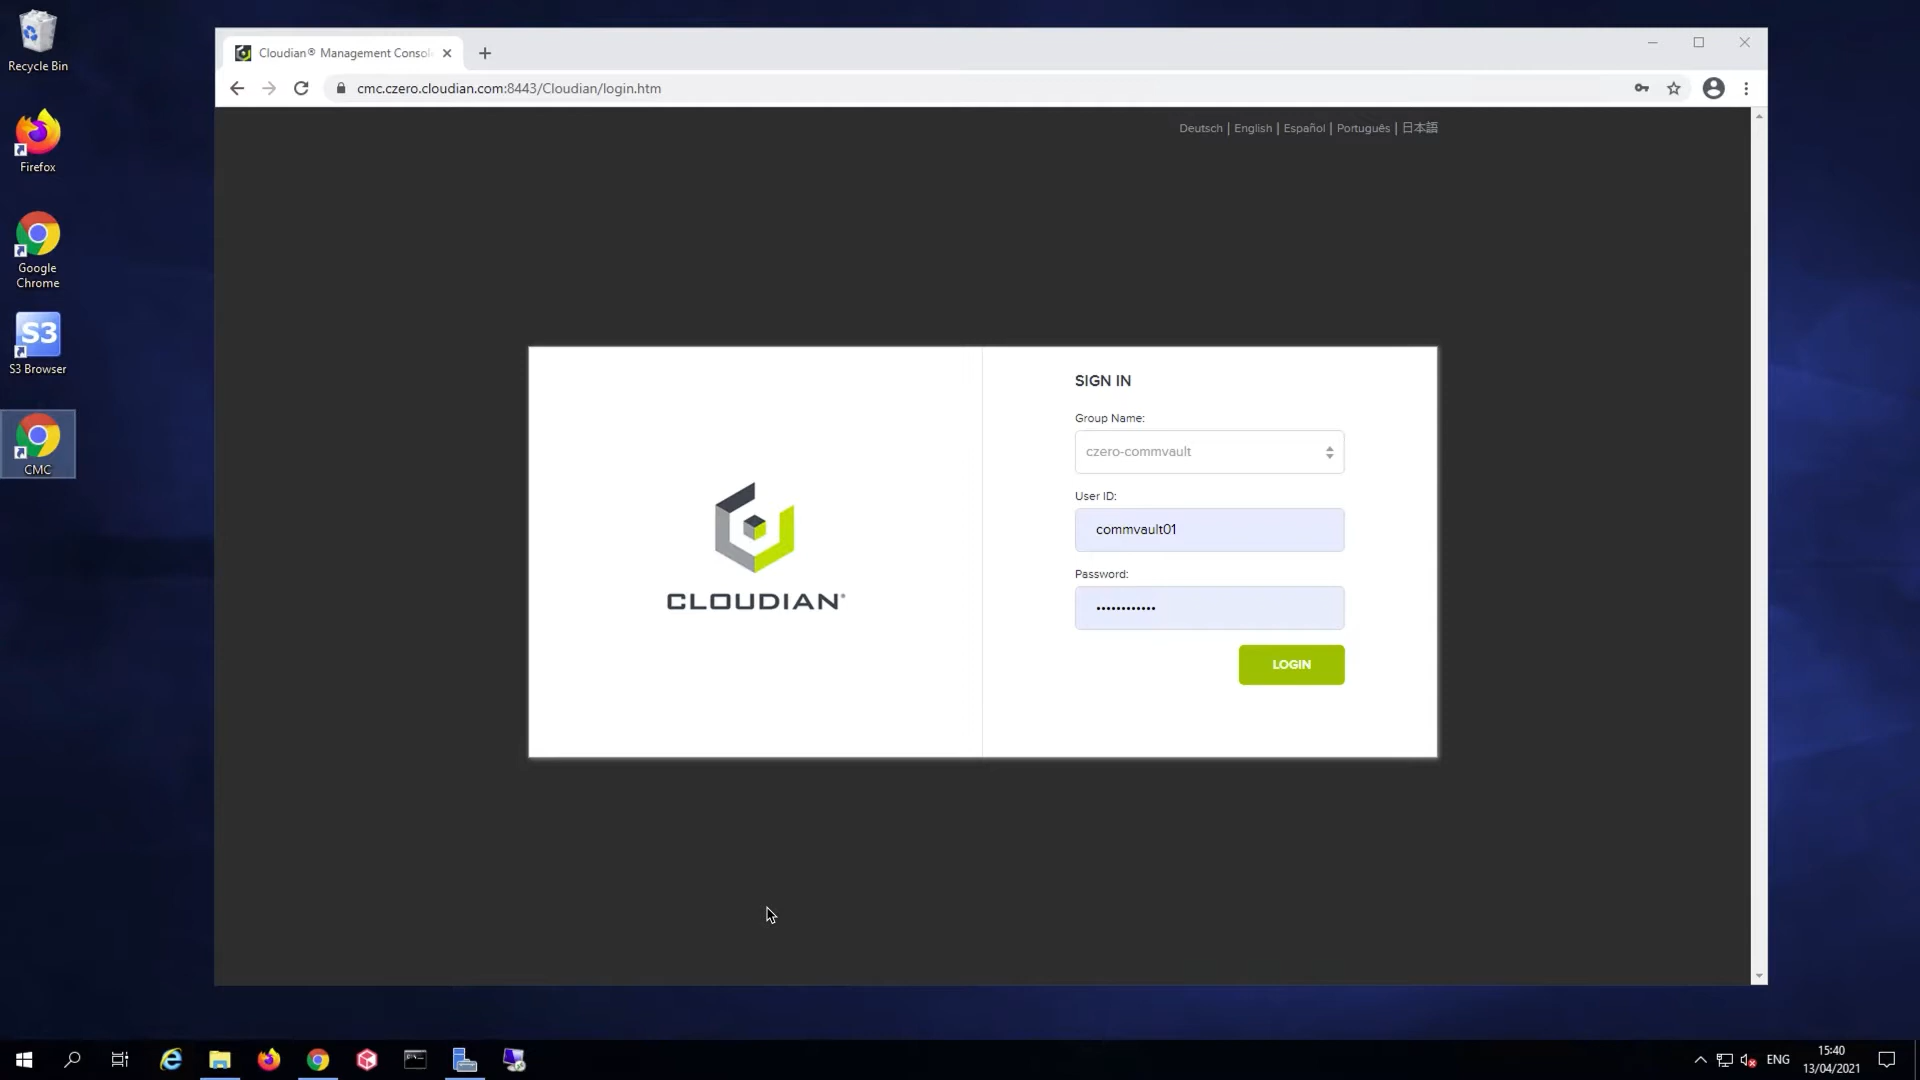 Recycle Bin
Firefox
Google
Chrome
S3
S3 Browser
CMC
Cloudian® Management Consol
cmc.czero.cloudian.com:8443/Cloudian/login.htm
Deutsch | English | Español | Português | 日本語
CLOUDIAN®
SIGN IN
Group Name:
czero-commvault
User ID:
commvault01
Password:
••••••••••••
LOGIN
ENG
15:40
13/04/2021